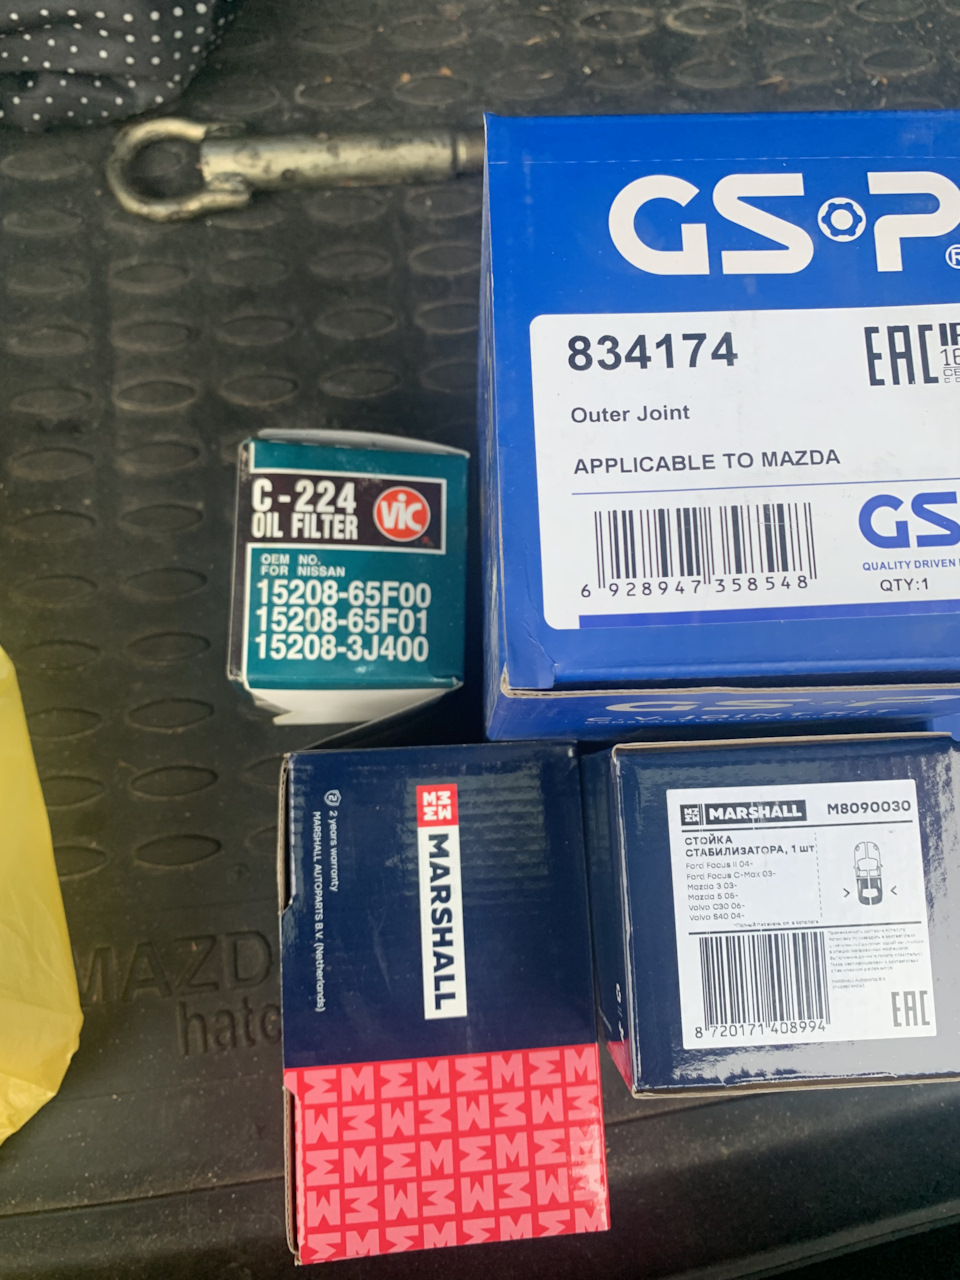 GSP
®
834174
EAC
Outer Joint
APPLICABLE TO MAZDA
6 928947 358548
GS
QUALITY DRIVEN
QTY:1
GSP
C-224
OIL FILTER
VIC
OEM NO.
FOR NISSAN
15208-65F00
15208-65F01
15208-3J400
MARSHALL
2 years warranty
MARSHALL AUTOPARTS B.V. (Netherlands)
MARSHALL M8090030
СТОЙКА
СТАБИЛИЗАТОРА, 1 шт
Ford Focus II 04-
Ford Focus C-Max 03-
Mazda 3 03-
Mazda 5 05-
Volvo C30 06-
Volvo S40 04-
8 720171 408994
EAC
MAZD
hatc